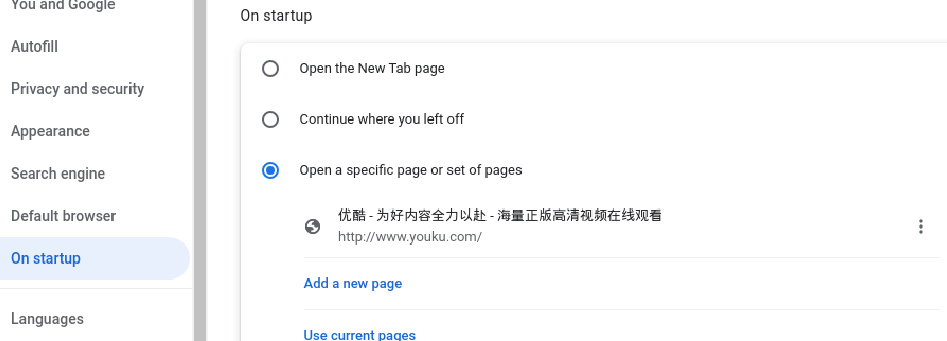 You and Google
Autofill
Privacy and security
Appearance
Search engine
Default browser
On startup
Languages
On startup
Open the New Tab page
Continue where you left off
Open a specific page or set of pages
优酷 - 为好内容全力以赴 - 海量正版高清视频在线观看
http://www.youku.com/
Add a new page
Use current pages